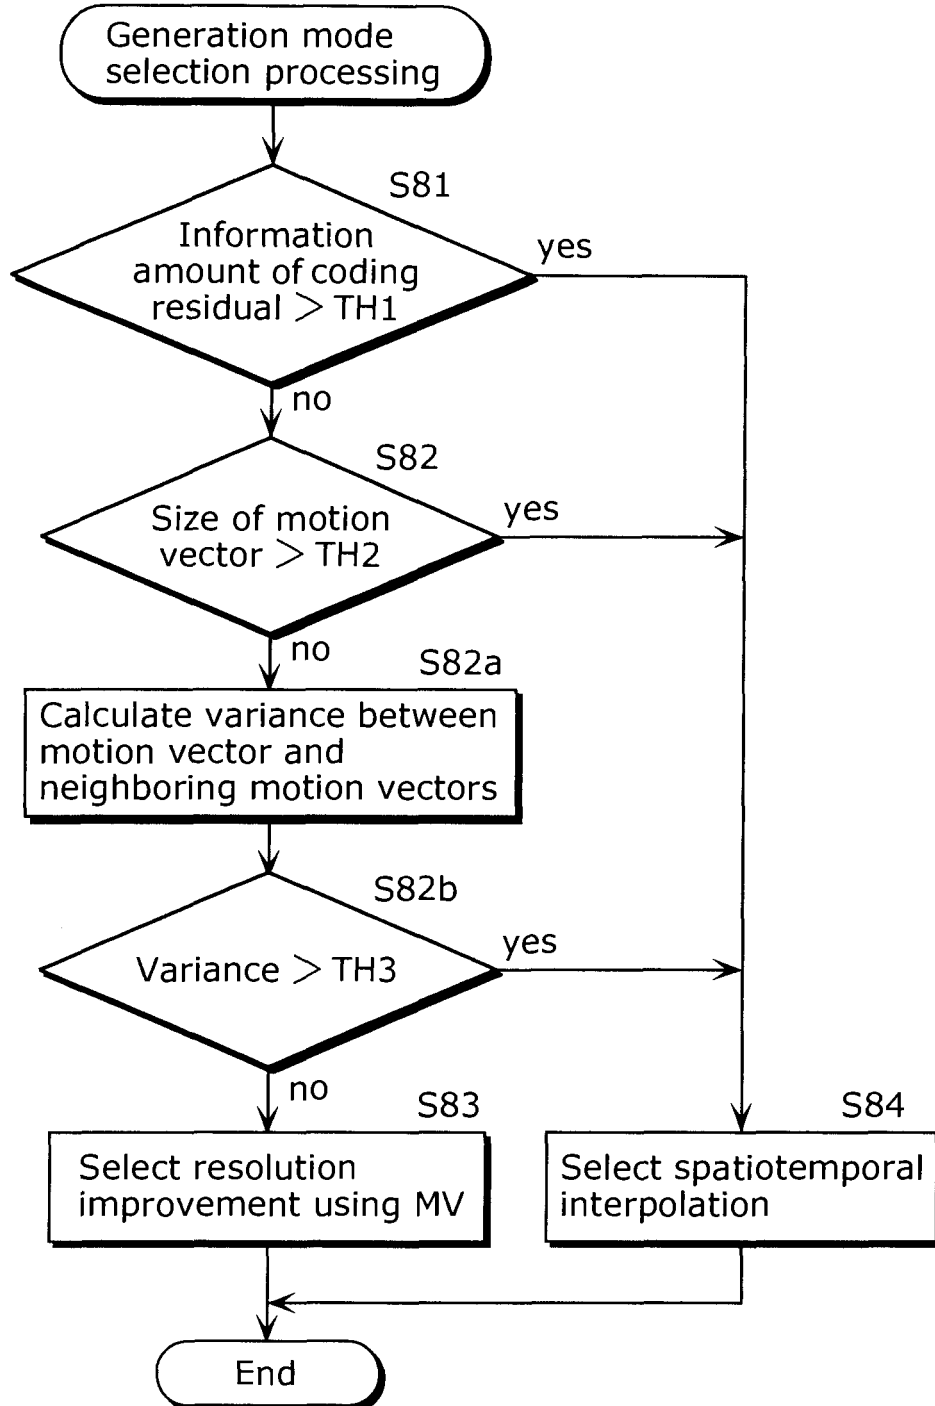 Generation mode
selection processing
S81
Information
amount of coding
residual > TH1
yes
no
S82
Size of motion
vector > TH2
yes
no
S82a
Calculate variance between
motion vector and
neighboring motion vectors
S82b
Variance > TH3
yes
no
S83
Select resolution
improvement using MV
S84
Select spatiotemporal
interpolation
End